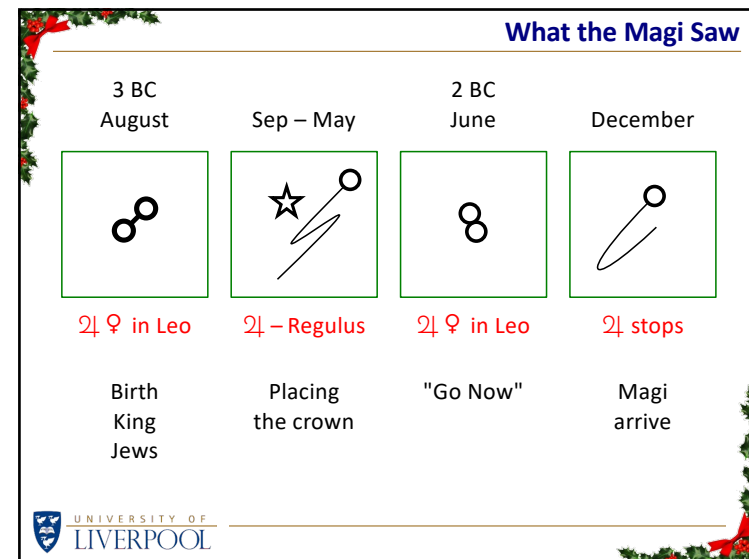 What the Magi Saw
3 BC
August
Sep – May
2 BC
June
December
♃ ♀ in Leo
♃ – Regulus
♃ ♀ in Leo
♃ stops
Birth
King
Jews
Placing
the crown
"Go Now"
Magi
arrive
UNIVERSITY OF
LIVERPOOL